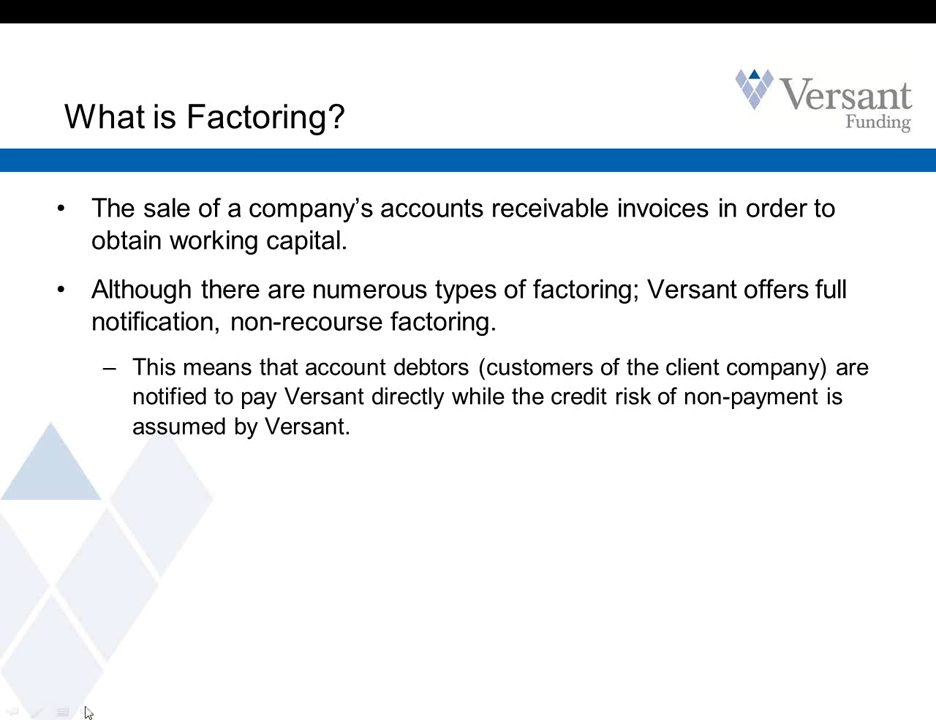 Versant
Funding
What is Factoring?
• The sale of a company’s accounts receivable invoices in order to
obtain working capital.
• Although there are numerous types of factoring; Versant offers full
notification, non-recourse factoring.
– This means that account debtors (customers of the client company) are
notified to pay Versant directly while the credit risk of non-payment is
assumed by Versant.